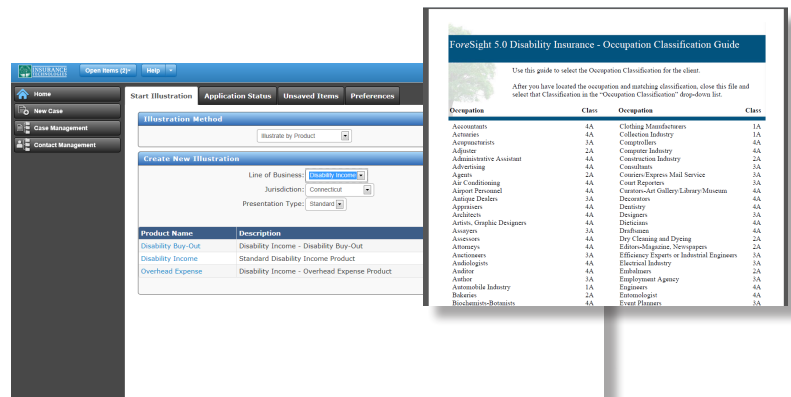 INSURANCE
TECHNOLOGIES
Open Items (2)
Help
Home
New Case
Case Management
Contact Management
Start Illustration
Application Status
Unsaved Items
Preferences
Illustration Method
Illustrate by Product
Create New Illustration
Line of Business: Disability Income
Jurisdiction: Connecticut
Presentation Type: Standard
Product Name Description
Disability Buy-Out Disability Income - Disability Buy-Out
Disability Income Standard Disability Income Product
Overhead Expense Disability Income - Overhead Expense Product
ForeSight 5.0 Disability Insurance - Occupation Classification Guide
Use this guide to select the Occupation Classification for the client.
After you have located the occupation and matching classification, close this file and
select that Classification in the “Occupation Classification” drop-down list.
Occupation Class Occupation Class
Accountants 4A Clothing Manufacturers 1A
Actuaries 4A Collection Industry 1A
Acupuncturists 3A Comptrollers 4A
Adjuster 2A Computer Industry 4A
Administrative Assistant 4A Construction Industry 2A
Advertising 4A Consultants 3A
Agents 2A Couriers/Express Mail Service 3A
Air Conditioning 4A Court Reporters 3A
Airport Personnel 4A Curators-Art Gallery/Library/Museum 4A
Antique Dealers 3A Decorators 4A
Appraisers 4A Dentistry 4A
Architects 4A Designers 3A
Artists, Graphic Designers 4A Dieticians 4A
Assayers 3A Draftsmen 4A
Assessors 4A Dry Cleaning and Dyeing 2A
Attorneys 4A Editors-Magazine, Newspapers 2A
Auctioneers 3A Efficiency Experts or Industrial Engineers 3A
Audiologists 4A Electrical Industry 3A
Auditor 4A Embalmers 2A
Author 3A Employment Agency 3A
Automobile Industry 1A Engineers 4A
Bakeries 2A Entomologist 4A
Biochemists-Botanists 4A Event Planners 3A